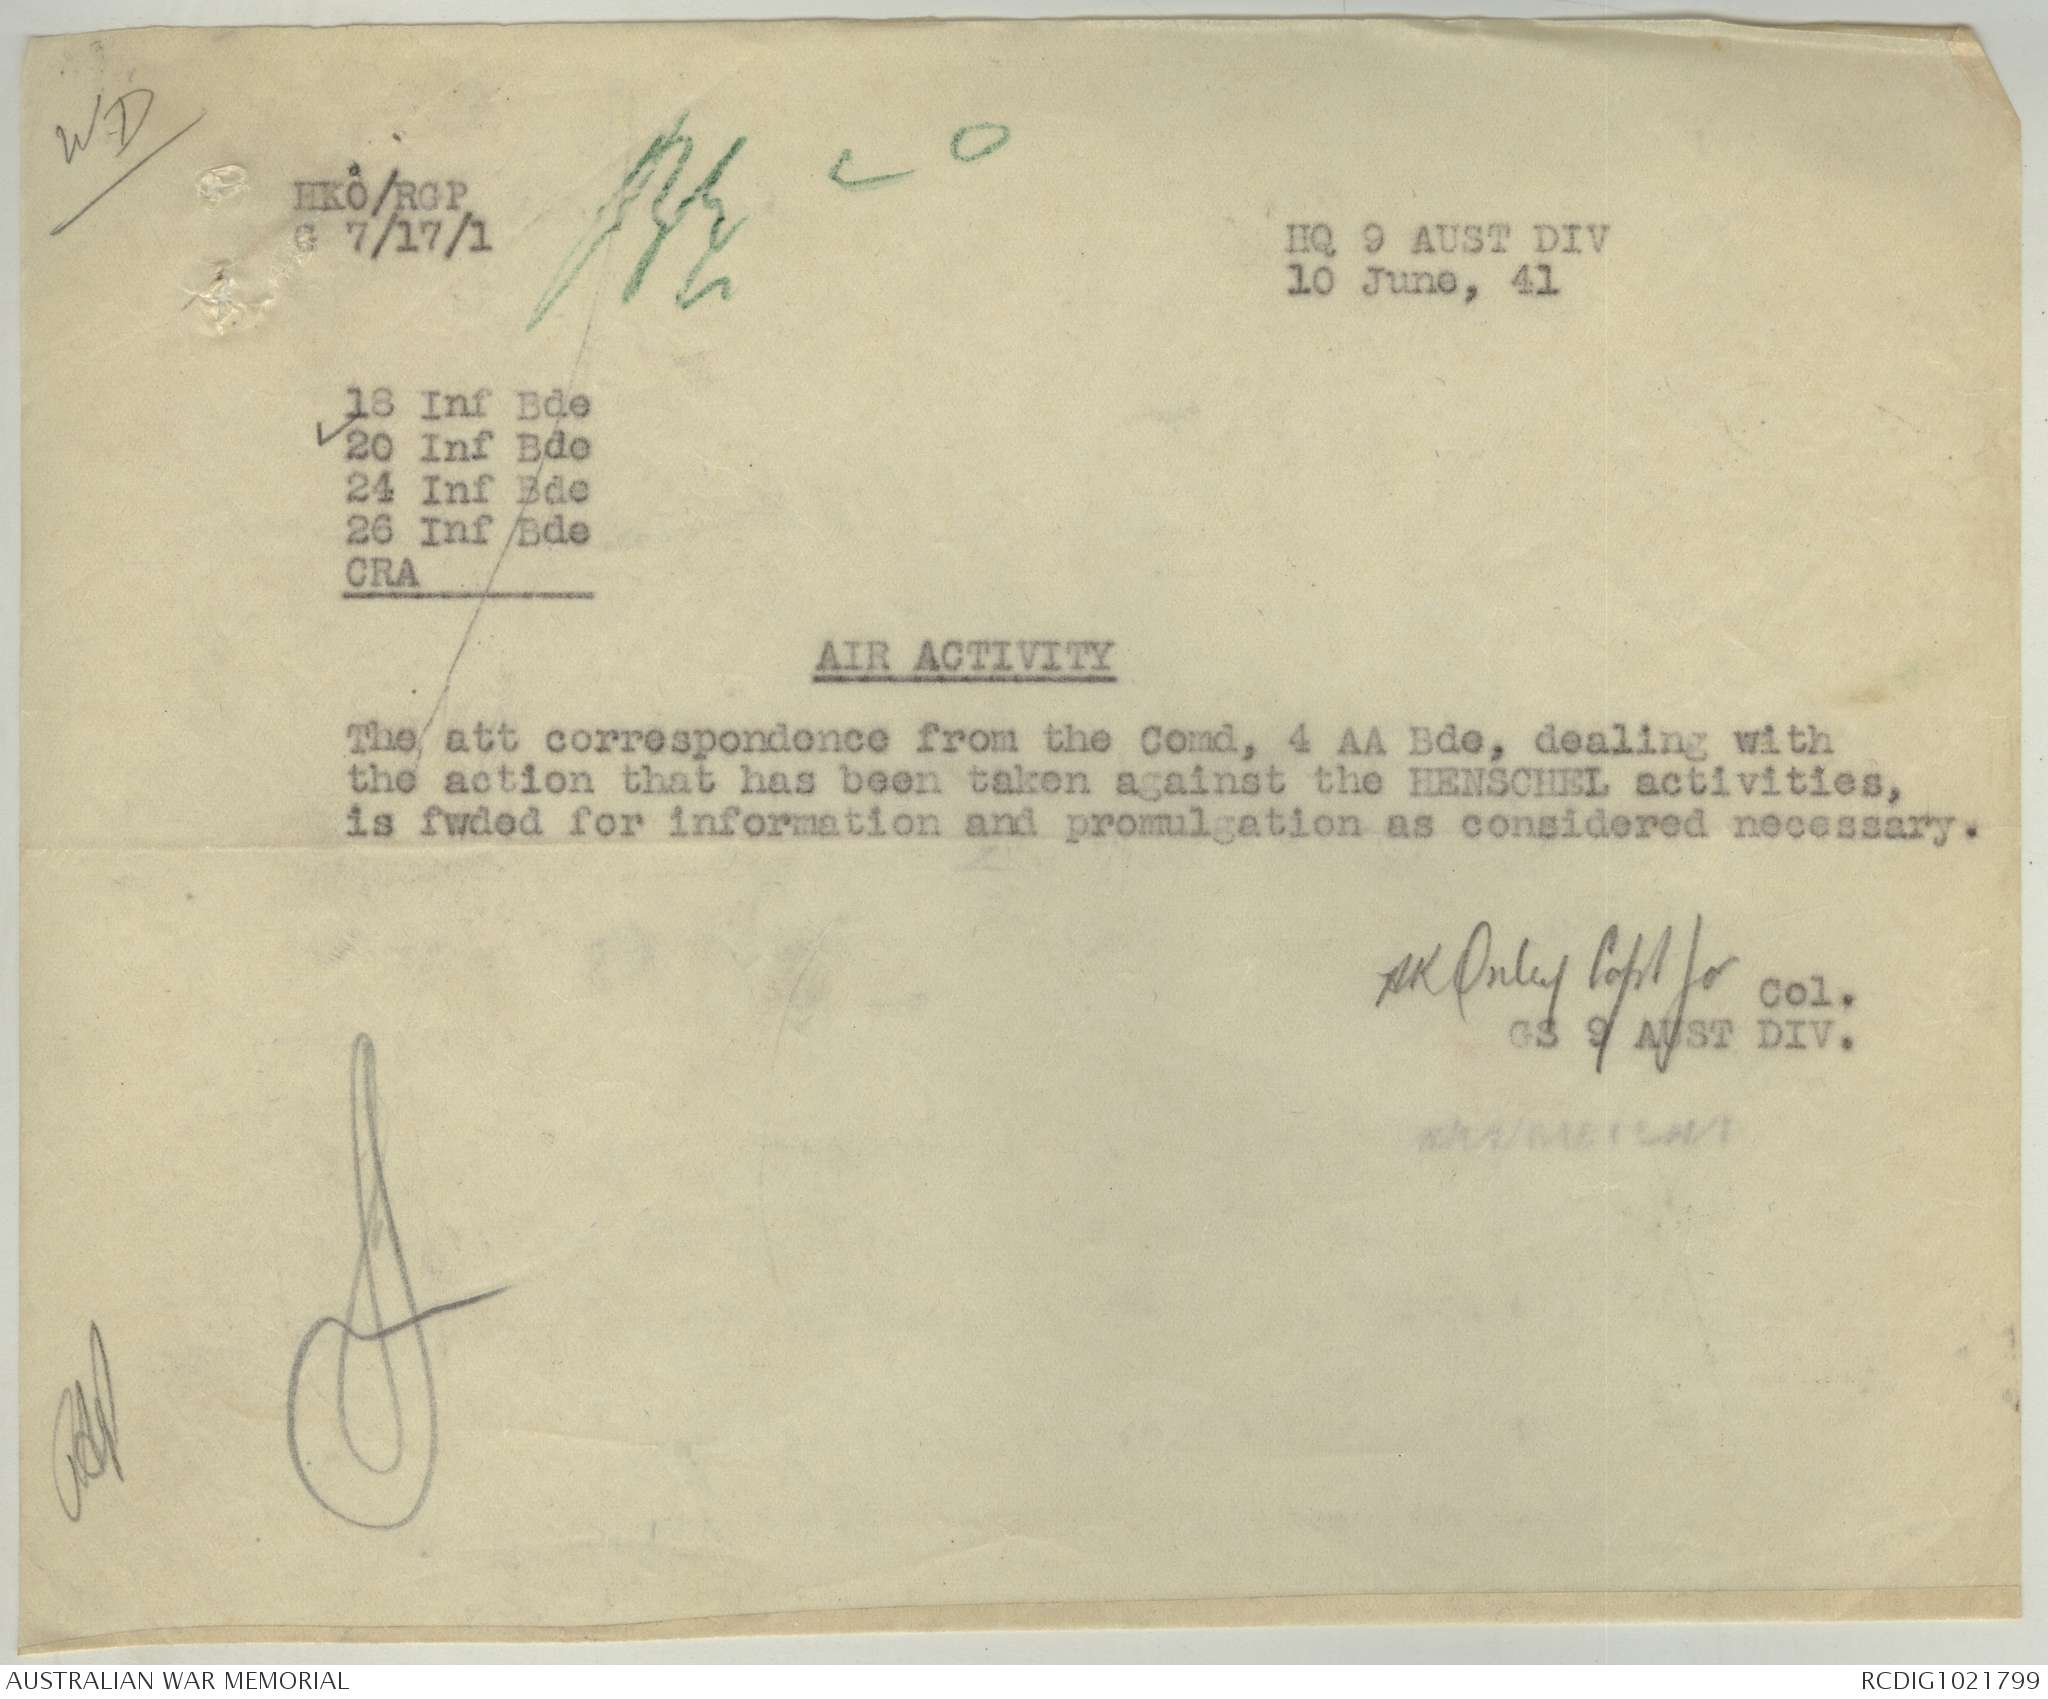 W-D
HKO/RGP
G 7/17/1
HQ 9 AUST DIV
10 June, 41
18 Inf Bde
20 Inf Bde
24 Inf Bde
26 Inf Bde
CRA
AIR ACTIVITY
The att correspondence from the Comd, 4 AA Bde, dealing with
the action that has been taken against the HENSCHEL activities,
is fwded for information and promulgation as considered necessary.
Capt for Col.
GS 9 AUST DIV.
AUSTRALIAN WAR MEMORIAL
RCDIG1021799